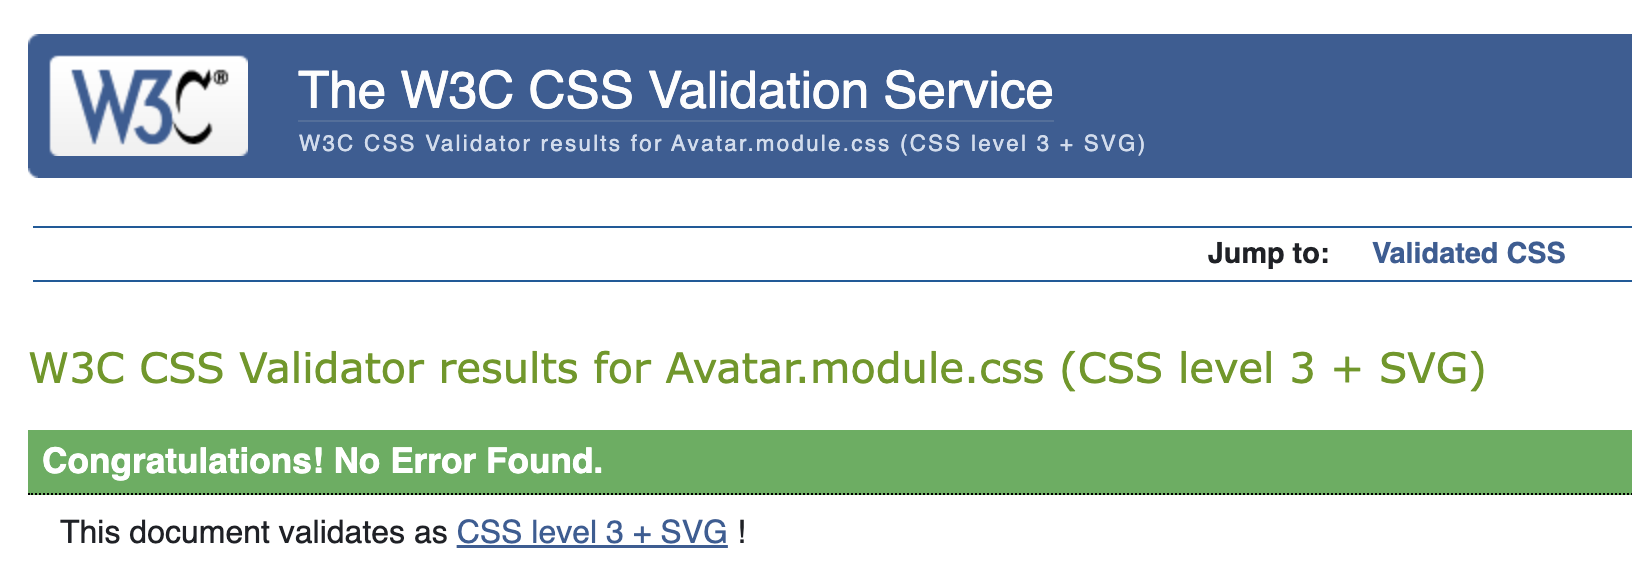 W3C®
The W3C CSS Validation Service
W3C CSS Validator results for Avatar.module.css (CSS level 3 + SVG)
Jump to: Validated CSS
W3C CSS Validator results for Avatar.module.css (CSS level 3 + SVG)
Congratulations! No Error Found.
This document validates as CSS level 3 + SVG !